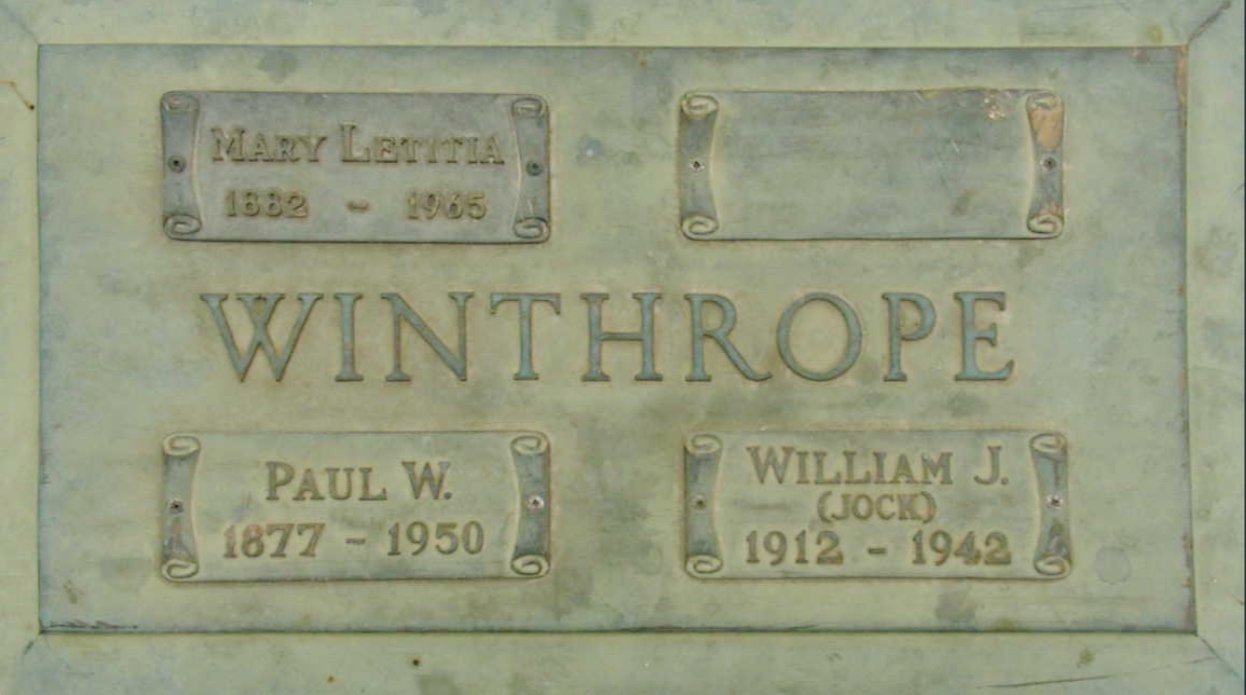 MARY LETITIA
1882 - 1965
WINTHROPE
PAUL W.
1877 - 1950
WILLIAM J.
(JOCK)
1912 - 1942